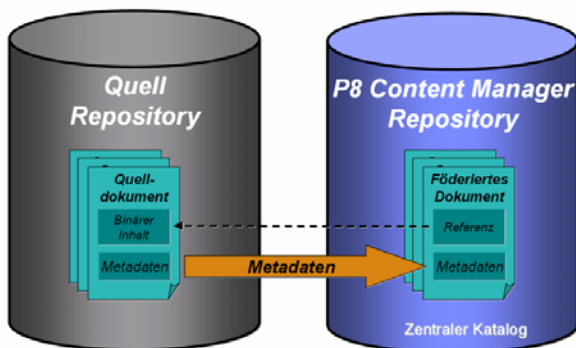 Quell
Repository
Quell-
dokument
Binärer
Inhalt
Metadaten
Metadaten
P8 Content Manager
Repository
Föderiertes
Dokument
Referenz
Metadaten
Zentraler Katalog